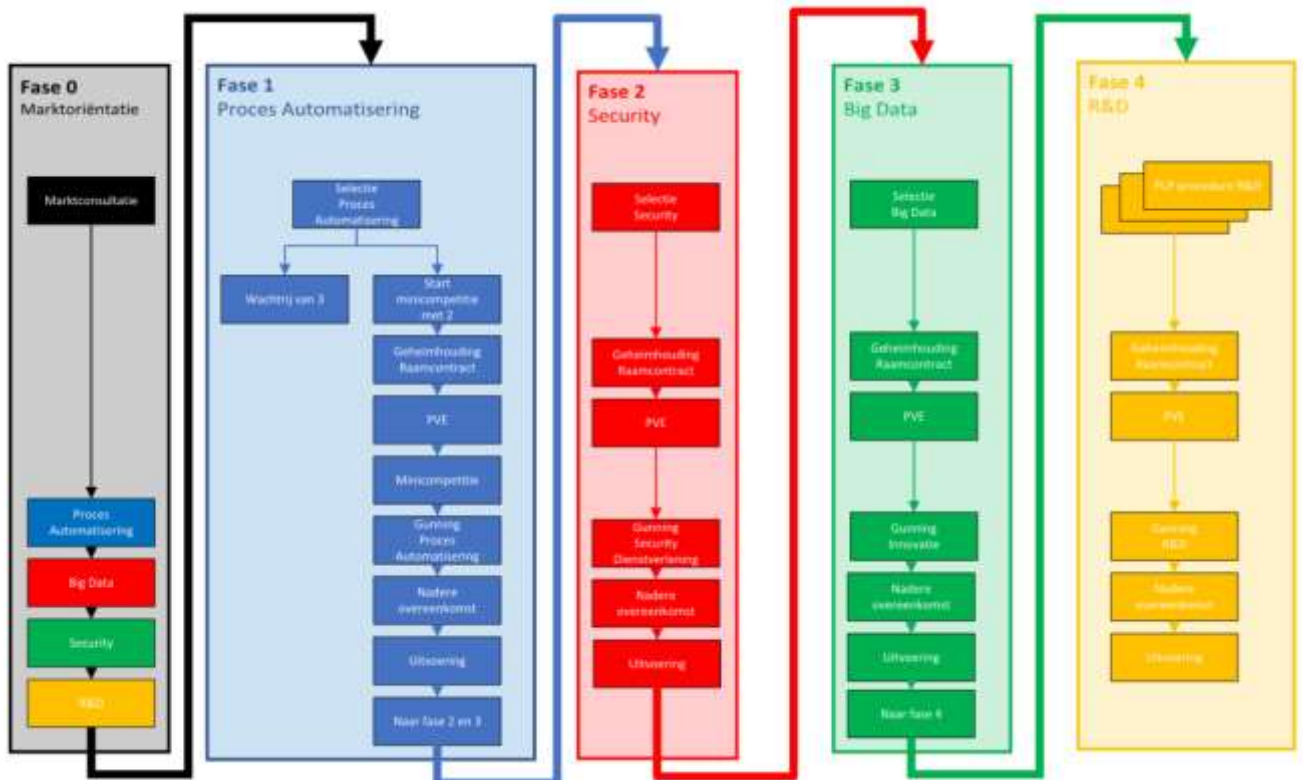 Fase 0
Marktoriëntatie
Marktconsultatie
Proces
Automatisering
Big Data
Security
R&D
Fase 1
Proces Automatisering
Selectie
Proces
Automatisering
Wachtrij van 3
Start
minicompetitie
met 2
Geheimhouding
Raamcontract
PVE
Minicompetitie
Gunning
Proces
Automatisering
Nadere
overeenkomst
Uitvoering
Naar fase 2 en 3
Fase 2
Security
Selectie
Security
Geheimhouding
Raamcontract
PVE
Gunning
Security
Dienstverlening
Nadere
overeenkomst
Uitvoering
Fase 3
Big Data
Selectie
Big Data
Geheimhouding
Raamcontract
PVE
Gunning
Innovatie
Nadere
overeenkomst
Uitvoering
Naar fase 4
Fase 4
R&D
procedure R&D
Geheimhouding
Raamcontract
PVE
Gunning
R&D
Nadere
overeenkomst
Uitvoering